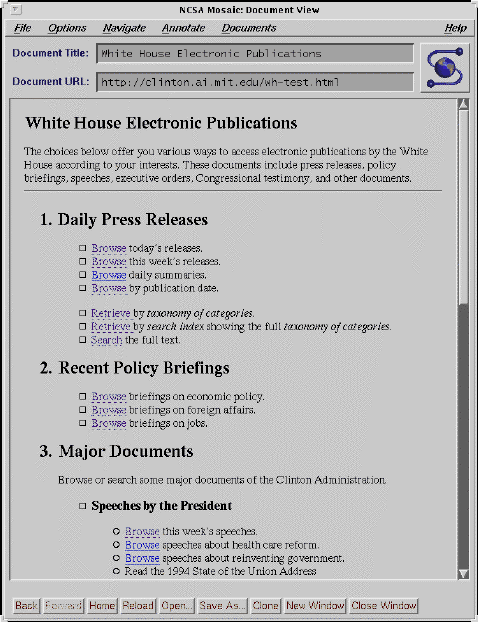 NCSA Mosaic: Document View
File Options Navigate Annotate Documents Help
Document Title: White House Electronic Publications
Document URL: http://clinton.ai.mit.edu/wh-test.html
White House Electronic Publications
The choices below offer you various ways to access electronic publications by the White
House according to your interests. These documents include press releases, policy
briefings, speeches, executive orders, Congressional testimony, and other documents.
1. Daily Press Releases
Browse today's releases.
Browse this week's releases.
Browse daily summaries.
Browse by publication date.
Retrieve by taxonomy of categories.
Retrieve by search index showing the full taxonomy of categories.
Search the full text.
2. Recent Policy Briefings
Browse briefings on economic policy.
Browse briefings on foreign affairs.
Browse briefings on jobs.
3. Major Documents
Browse or search some major documents of the Clinton Administration
Speeches by the President
Browse this week's speeches.
Browse speeches about health care reform.
Browse speeches about reinventing government.
Read the 1994 State of the Union Address
Back Forward Home Reload Open... Save As... Clone New Window Close Window